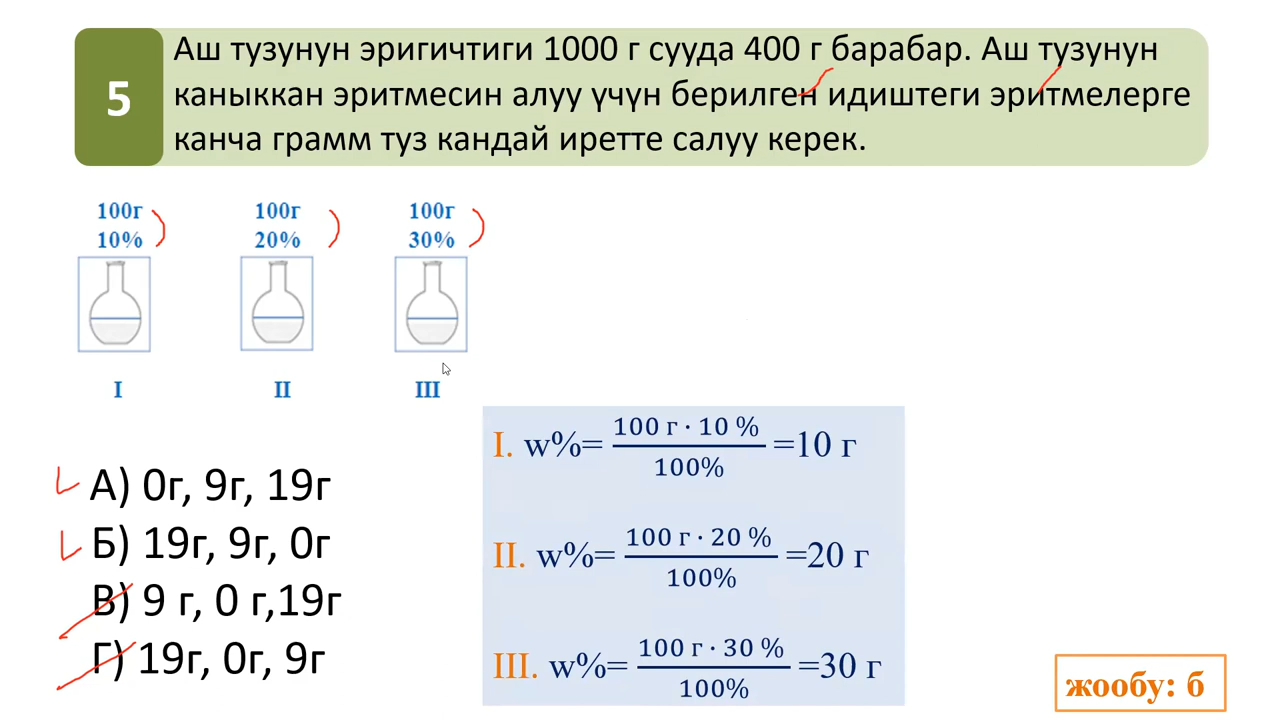 5
Аш тузунун эригичтиги 1000 г сууда 400 г барабар. Аш тузунун
каныккан эритмесин алуу үчүн берилген идиштеги эритмелерге
канча грамм туз кандай иретте салуу керек.
100г 100г 100г
10% 20% 30%
I II III
А) 0г, 9г, 19г
Б) 19г, 9г, 0г
В) 9 г, 0 г,19г
Г) 19г, 0г, 9г
I. w%= \frac{100 г · 10 %}{100%} =10 г
II. w%= \frac{100 г · 20 %}{100%} =20 г
III. w%= \frac{100 г · 30 %}{100%} =30 г
жообу: б